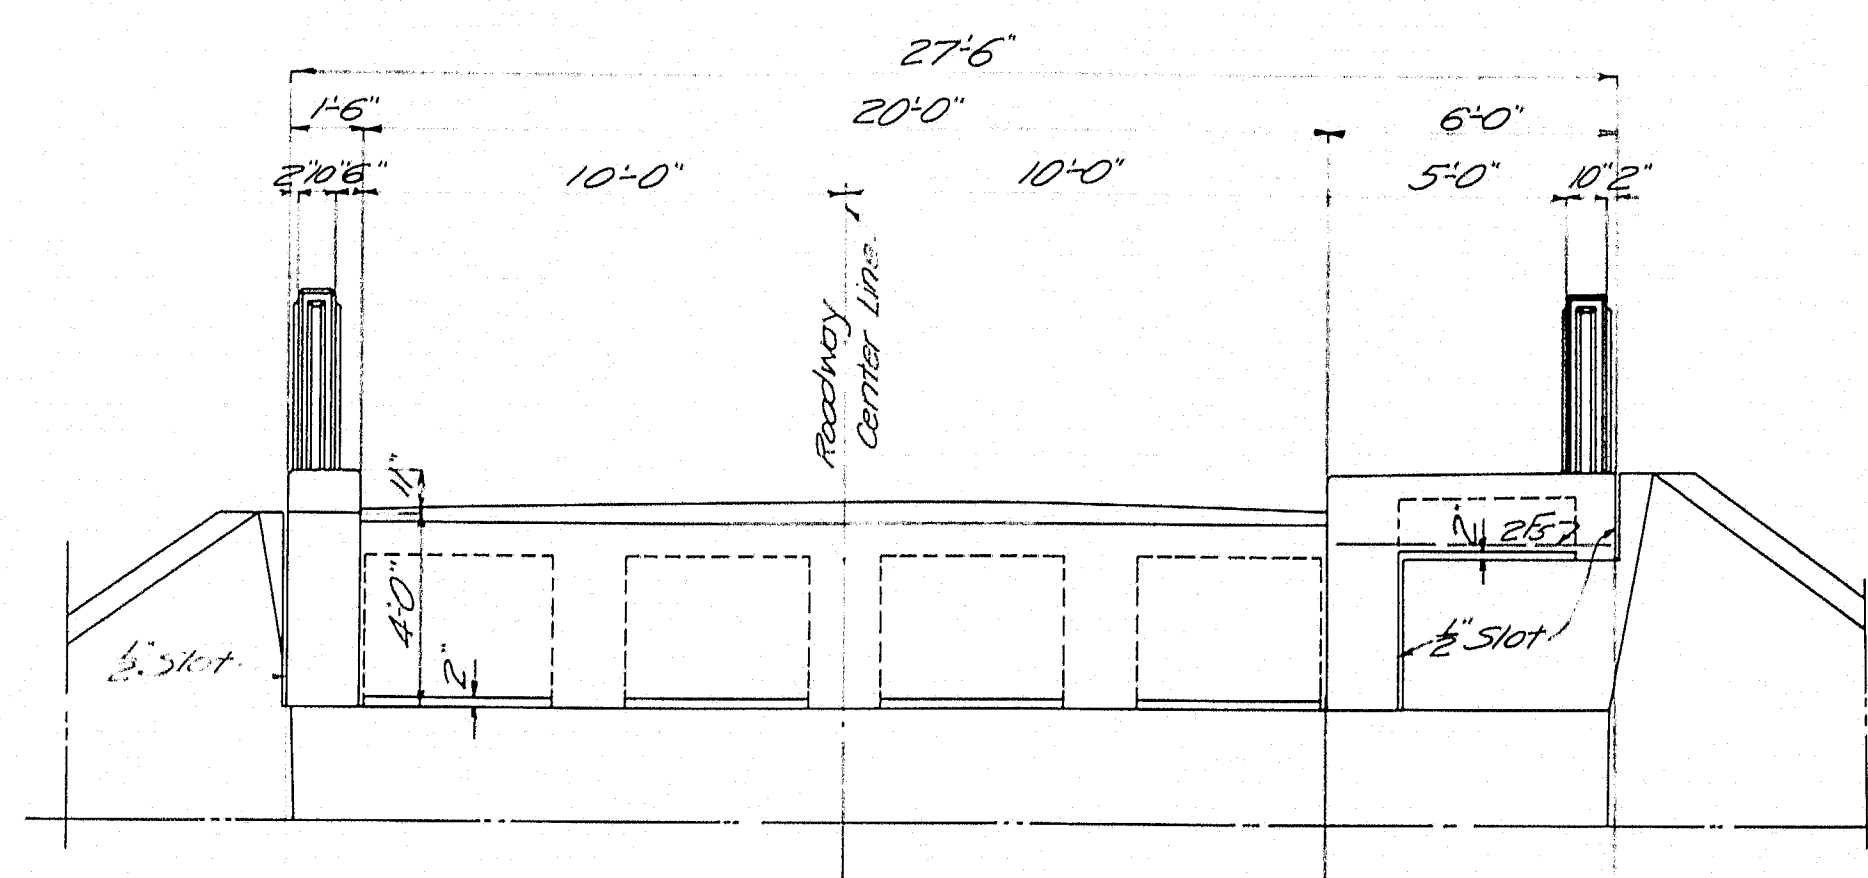 27'-6"
1'-6" 20'-0" 6'-0"
2" 10" 6" 10'-0" 10'-0" 5'-0" 10" 2"
Roadway
Center Line
11"
2"
4'-0"
2"
½" Slot
½" Slot